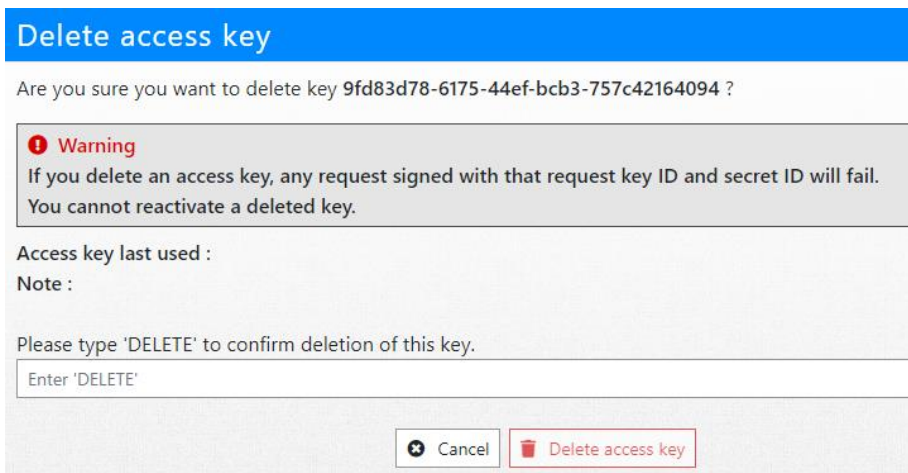 Delete access key
Are you sure you want to delete key 9fd83d78-6175-44ef-bcb3-757c42164094 ?
Warning
If you delete an access key, any request signed with that request key ID and secret ID will fail.
You cannot reactivate a deleted key.
Access key last used :
Note :
Please type 'DELETE' to confirm deletion of this key.
Enter 'DELETE'
Cancel Delete access key